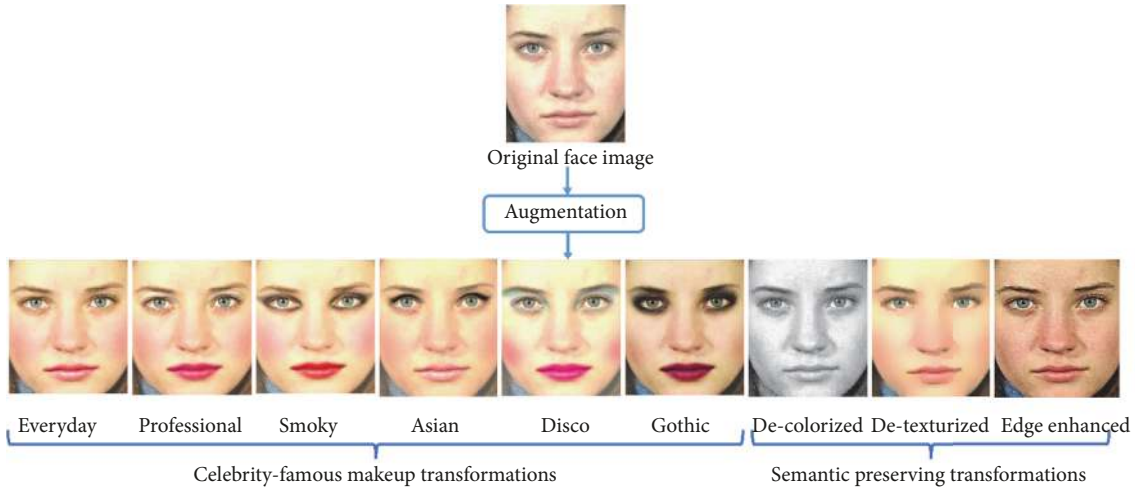 Original face image
Augmentation
Everyday Professional Smoky Asian Disco Gothic De-colorized De-texturized Edge enhanced
Celebrity-famous makeup transformations Semantic preserving transformations